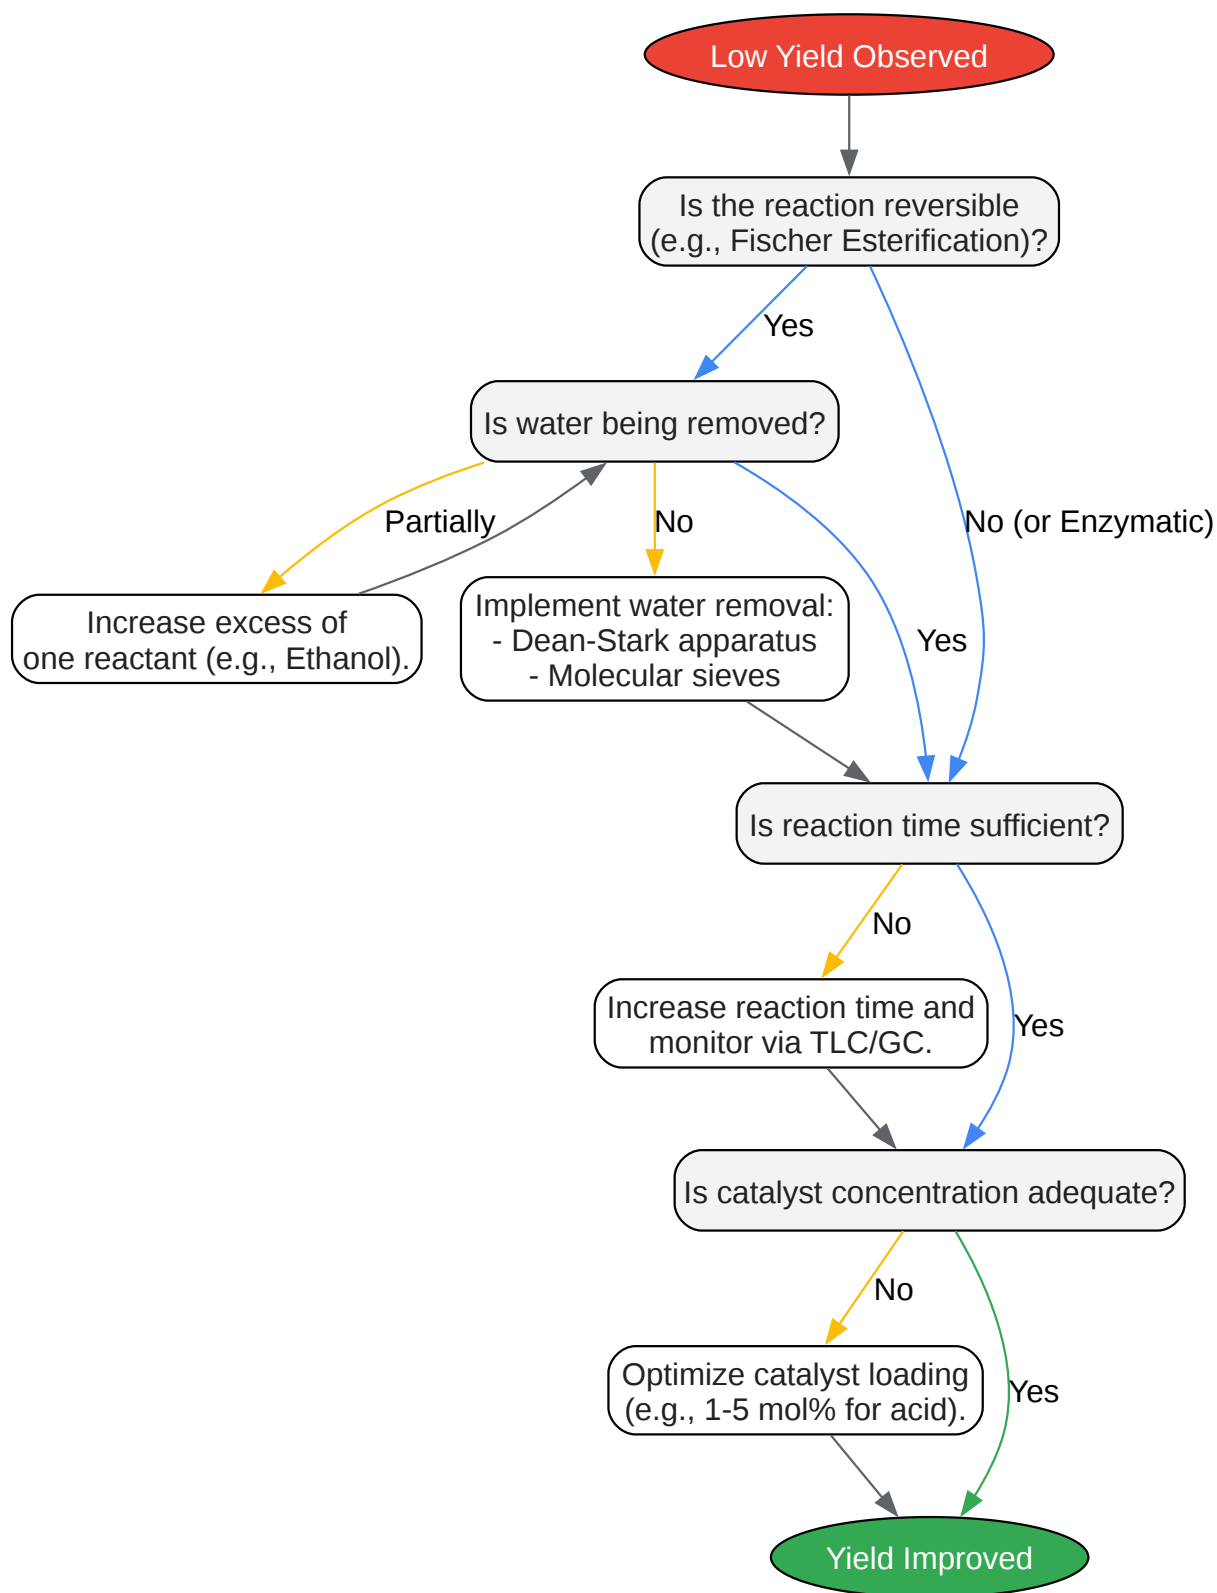 Low Yield Observed
Is the reaction reversible
(e.g., Fischer Esterification)?
Yes
Is water being removed?
Partially
No
No (or Enzymatic)
Increase excess of
one reactant (e.g., Ethanol).
Implement water removal:
- Dean-Stark apparatus
- Molecular sieves
Yes
Is reaction time sufficient?
No
Increase reaction time and
monitor via TLC/GC.
Yes
Is catalyst concentration adequate?
No
Optimize catalyst loading
(e.g., 1-5 mol% for acid).
Yes
Yield Improved